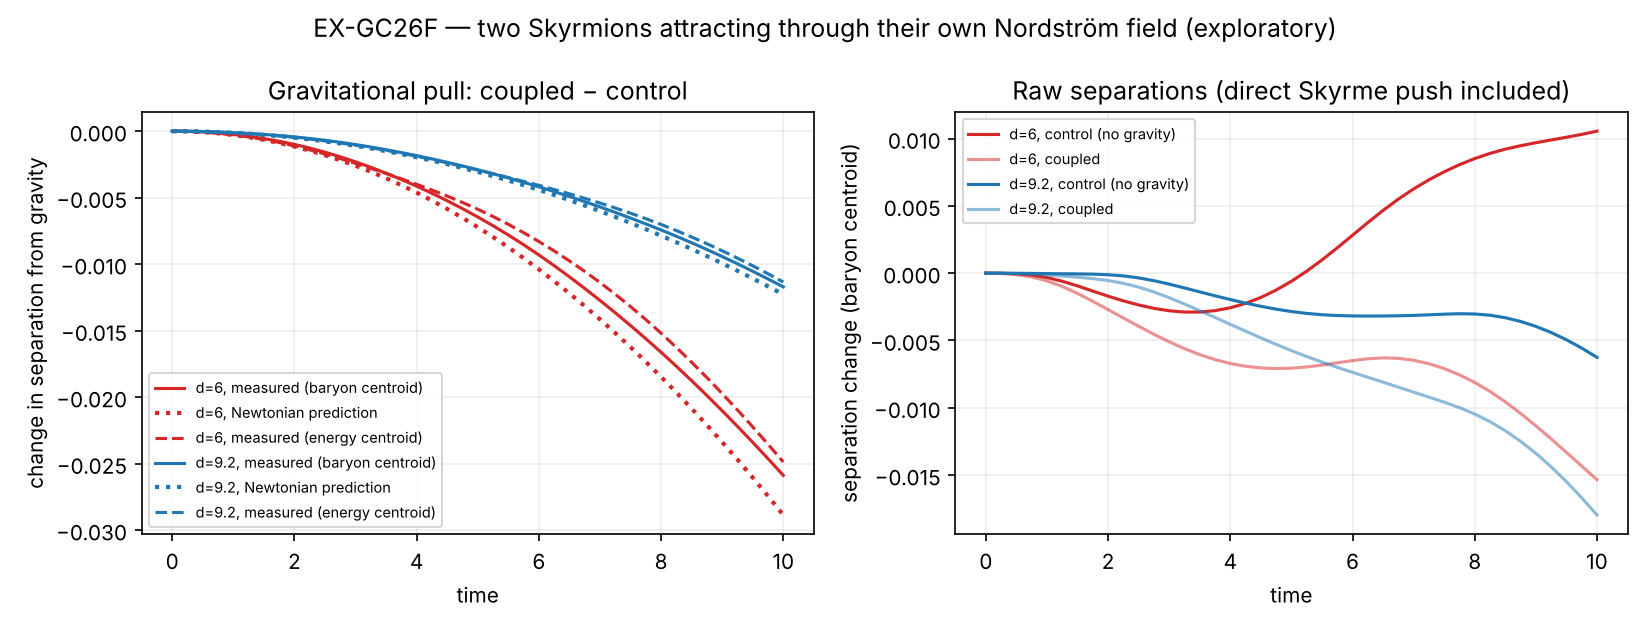 EX-GC26F — two Skyrmions attracting through their own Nordström field (exploratory)
Gravitational pull: coupled − control
change in separation from gravity
0.000
−0.005
−0.010
−0.015
−0.020
−0.025
−0.030
d=6, measured (baryon centroid)
d=6, Newtonian prediction
d=6, measured (energy centroid)
d=9.2, measured (baryon centroid)
d=9.2, Newtonian prediction
d=9.2, measured (energy centroid)
0 2 4 6 8 10
time
Raw separations (direct Skyrme push included)
separation change (baryon centroid)
0.010
0.005
0.000
−0.005
−0.010
−0.015
d=6, control (no gravity)
d=6, coupled
d=9.2, control (no gravity)
d=9.2, coupled
0 2 4 6 8 10
time